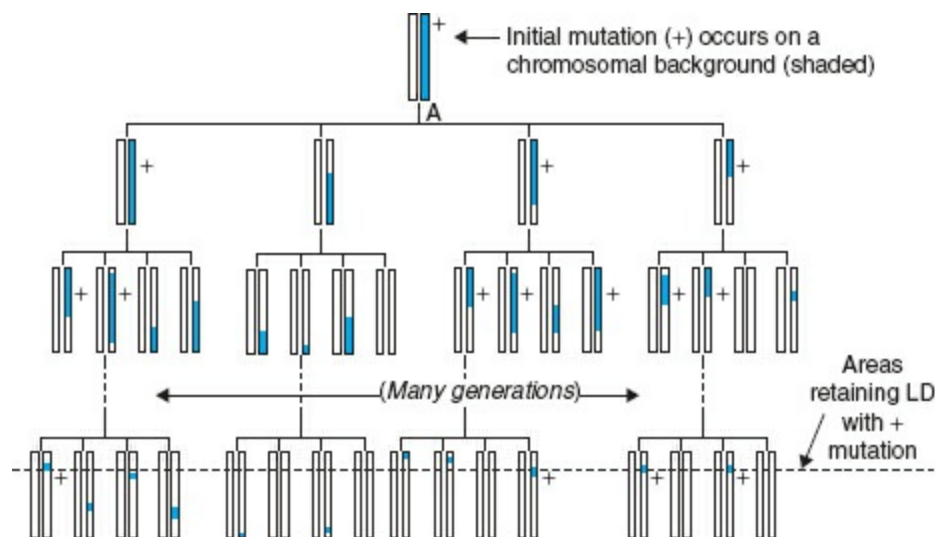 +
Initial mutation (+) occurs on a
chromosomal background (shaded)
A
+ + +
+ + + + + + +
(Many generations)
Areas
retaining LD
with +
mutation
+ + + +